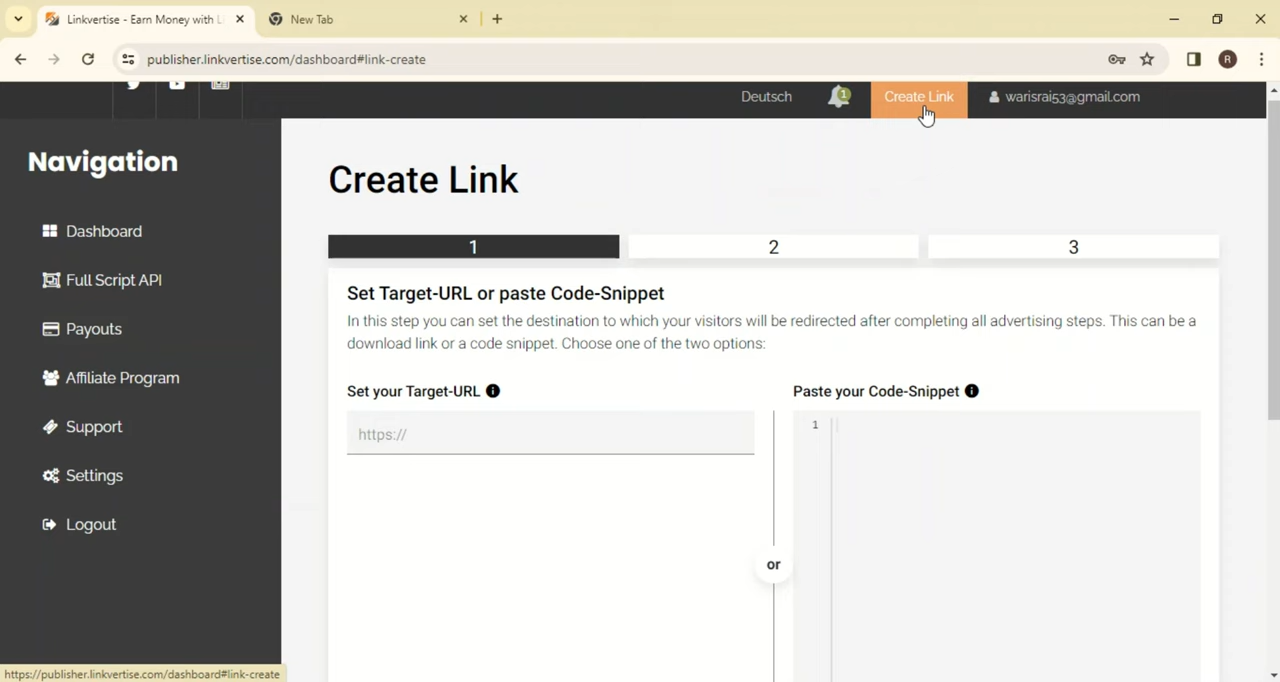 Linkvertise - Earn Money with L
New Tab
publisher.linkvertise.com/dashboard#link-create
R
Deutsch
1
Create Link
warisrai53@gmail.com
Navigation
Dashboard
Full Script API
Payouts
Affiliate Program
Support
Settings
Logout
Create Link
1
2
3
Set Target-URL or paste Code-Snippet
In this step you can set the destination to which your visitors will be redirected after completing all advertising steps. This can be a
download link or a code snippet. Choose one of the two options:
Set your Target-URL
https://
or
Paste your Code-Snippet
1
https://publisher.linkvertise.com/dashboard#link-create